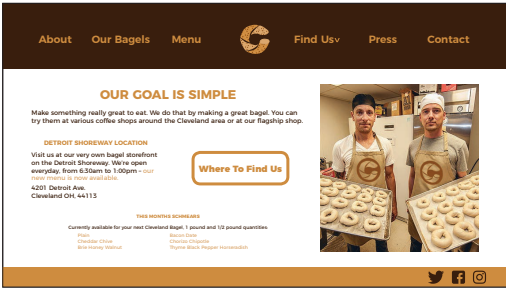 About Our Bagels Menu Find Us˅ Press Contact
OUR GOAL IS SIMPLE
Make something really great to eat. We do that by making a great bagel. You can
try them at various coffee shops around the Cleveland area or at our flagship shop.
DETROIT SHOREWAY LOCATION
Visit us at our very own bagel storefront
on the Detroit Shoreway. We're open
everyday, from 6:30am to 1:00pm - our
new menu is now available.
4201 Detroit Ave.
Cleveland OH, 44113
Where To Find Us
THIS MONTHS SCHMEARS
Currently available for your next Cleveland Bagel, 1 pound and 1/2 pound quantities
Plain Bacon Date
Cheddar Chive Chorizo Chipotle
Brie Honey Walnut Thyme Black Pepper Horseradish